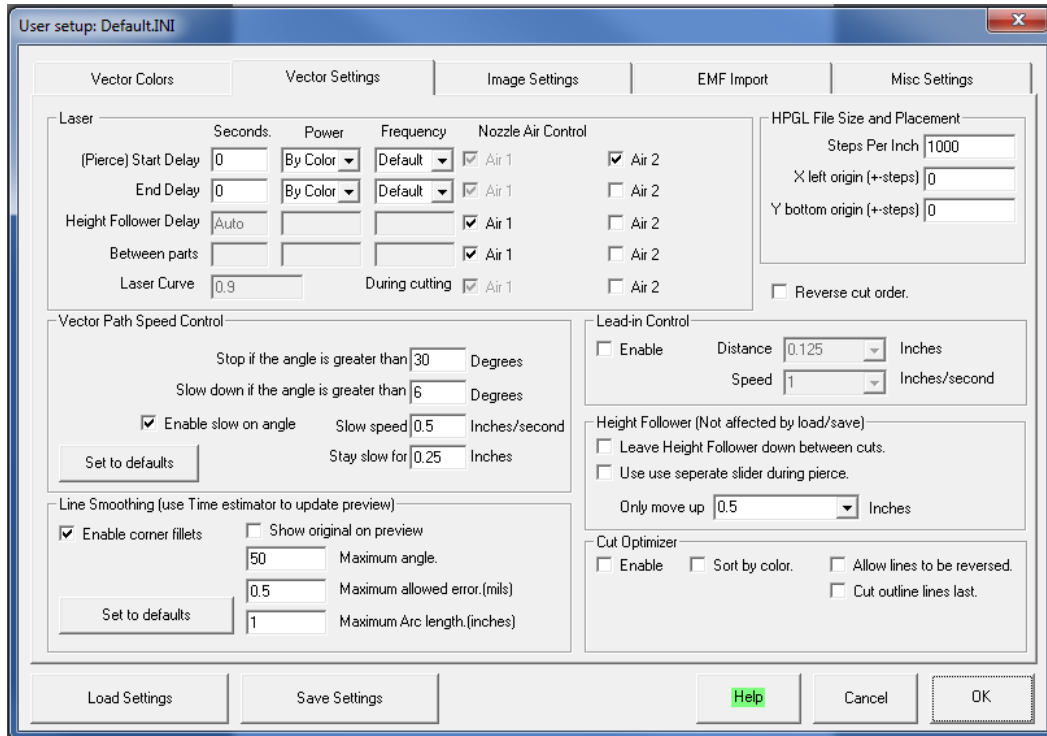 User setup: Default.INI
Vector Colors
Vector Settings
Image Settings
EMF Import
Misc Settings
Laser
Seconds. Power Frequency Nozzle Air Control
(Pierce) Start Delay 0 By Color Default Air 1 Air 2
End Delay 0 By Color Default Air 1 Air 2
Height Follower Delay Auto Air 1 Air 2
Between parts Air 1 Air 2
Laser Curve 0.9 During cutting Air 1 Air 2
HPGL File Size and Placement
Steps Per Inch 1000
X left origin (+-steps) 0
Y bottom origin (+-steps) 0
Reverse cut order.
Vector Path Speed Control
Stop if the angle is greater than 30 Degrees
Slow down if the angle is greater than 6 Degrees
Enable slow on angle Slow speed 0.5 Inches/second
Set to defaults Stay slow for 0.25 Inches
Lead-in Control
Enable Distance 0.125 Inches
Speed 1 Inches/second
Height Follower (Not affected by load/save)
Leave Height Follower down between cuts.
Use use seperate slider during pierce.
Only move up 0.5 Inches
Line Smoothing (use Time estimator to update preview)
Enable corner fillets Show original on preview
50 Maximum angle.
0.5 Maximum allowed error.(mils)
Set to defaults
1 Maximum Arc length.(inches)
Cut Optimizer
Enable Sort by color. Allow lines to be reversed.
Cut outline lines last.
Load Settings
Save Settings
Help
Cancel
OK